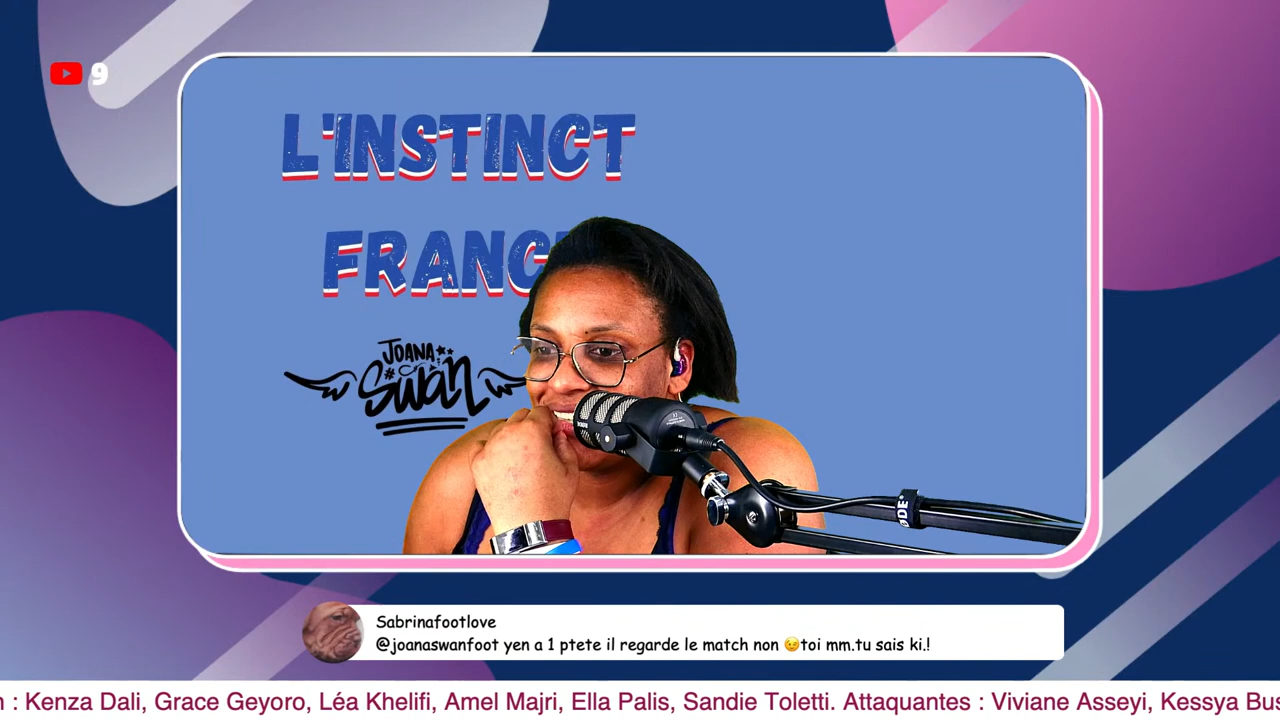 9
L'INSTINCT
FRANC
JOANA
Swan
RØDE
Sabrinafootlove
@joanaswanfoot yen a 1 ptete il regarde le match non 😉toi mm.tu sais ki.!
n : Kenza Dali, Grace Geyoro, Léa Khelifi, Amel Majri, Ella Palis, Sandie Toletti. Attaquantes : Viviane Asseyi, Kessya Bus